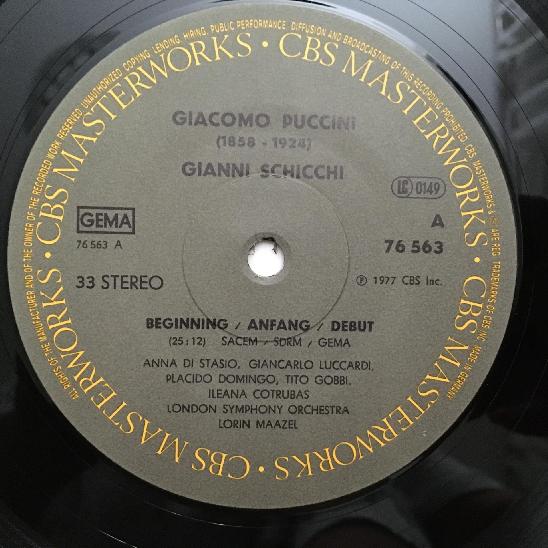 ALL RIGHTS OF THE MANUFACTURER AND OF THE OWNER OF THE RECORDED WORK RESERVED. UNAUTHORIZED COPYING, LENDING, HIRING, PUBLIC PERFORMANCE, DIFFUSION AND BROADCASTING OF THIS RECORD PROHIBITED. CBS MASTERWORKS & ARE REG. TRADEMARKS OF CBS INC. MADE IN GERMANY
CBS MASTERWORKS • CBS MASTERWORKS • CBS MASTERWORKS • CBS MASTERWORKS •
GIACOMO PUCCINI
(1858 - 1924)
GIANNI SCHICCHI
LC 0149
GEMA
A
76 563 A
76 563
33 STEREO
Ⓟ 1977 CBS Inc.
BEGINNING / ANFANG / DEBUT
(25:12) SACEM / SDRM / GEMA
ANNA DI STASIO, GIANCARLO LUCCARDI,
PLACIDO DOMINGO, TITO GOBBI,
ILEANA COTRUBAS
LONDON SYMPHONY ORCHESTRA
LORIN MAAZEL